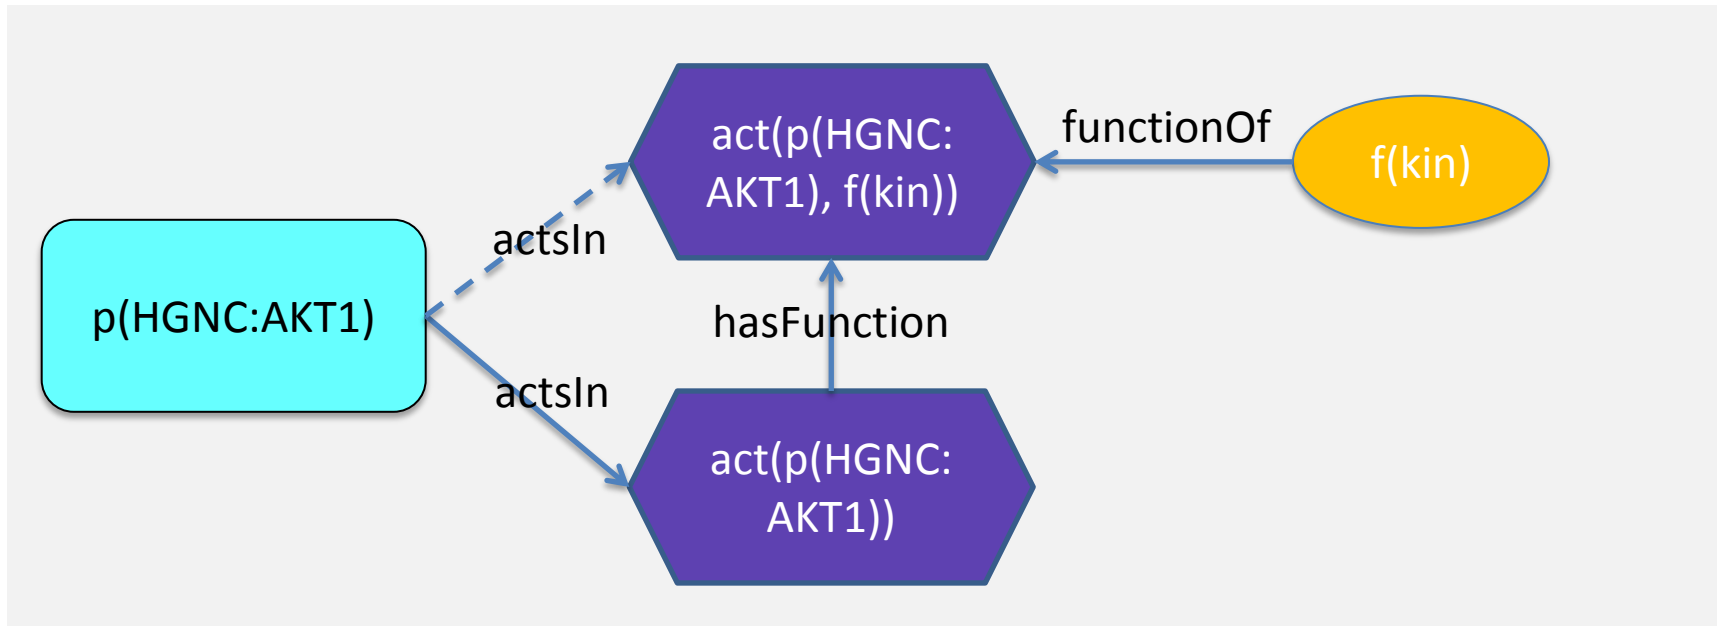 act(p(HGNC:
AKT1), f(kin))
functionOf
f(kin)
actsIn
p(HGNC:AKT1)
hasFunction
actsIn
act(p(HGNC:
AKT1))